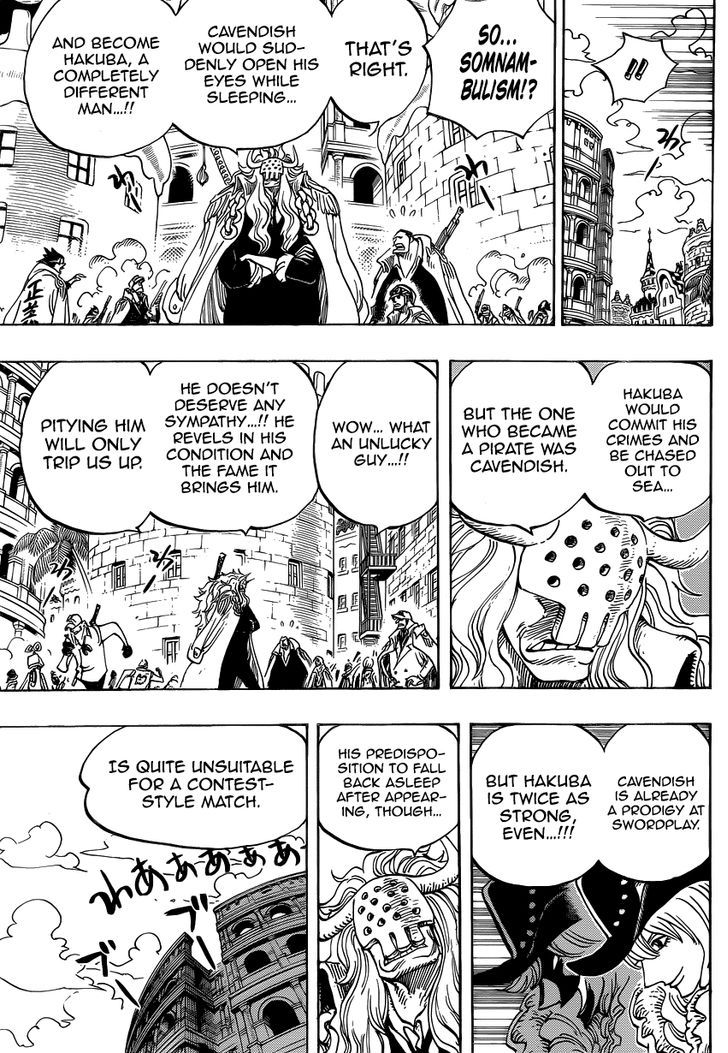 !!
SO...
SOMNAM-
BULISM!?
THAT'S
RIGHT.
CAVENDISH
WOULD SUD-
DENLY OPEN HIS
EYES WHILE
SLEEPING...
AND BECOME
HAKUBA, A
COMPLETELY
DIFFERENT
MAN...!!
わ
わ
わ
HAKUBA
WOULD
COMMIT HIS
CRIMES AND
BE CHASED
OUT TO
SEA...
BUT THE ONE
WHO BECAME
A PIRATE WAS
CAVENDISH.
WOW... WHAT
AN UNLUCKY
GUY...!!
HE DOESN'T
DESERVE ANY
SYMPATHY...!! HE
REVELS IN HIS
CONDITION AND
THE FAME IT
BRINGS HIM.
PITYING HIM
WILL ONLY
TRIP US UP.
わ
わ
CAVENDISH
IS ALREADY
A PRODIGY AT
SWORDPLAY.
BUT HAKUBA
IS TWICE AS
STRONG,
EVEN...!!!
HIS PREDISPO-
SITION TO FALL
BACK ASLEEP
AFTER APPEAR-
ING, THOUGH...
IS QUITE UNSUITABLE
FOR A CONTEST-
STYLE MATCH.
わああああ